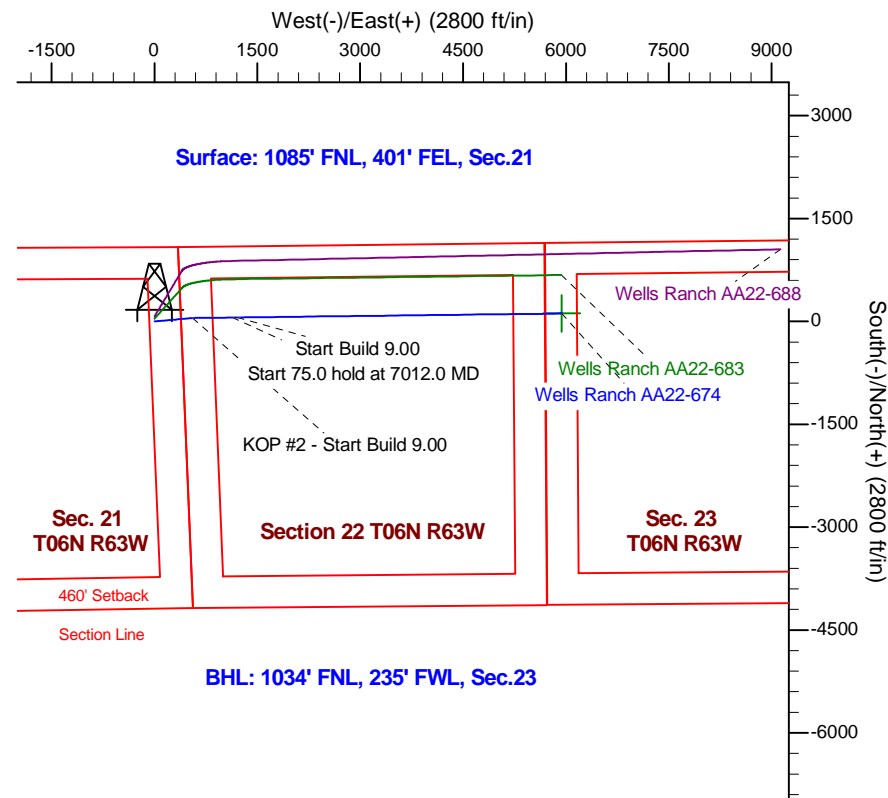 West(-)/East(+) (2800 ft/in)
-1500 0 1500 3000 4500 6000 7500 9000
3000
Surface: 1085' FNL, 401' FEL, Sec.21
1500
Wells Ranch AA22-688
0
Start Build 9.00
Wells Ranch AA22-683
Start 75.0 hold at 7012.0 MD
Wells Ranch AA22-674
-1500
KOP #2 - Start Build 9.00
South(-)/North(+) (2800 ft/in)
Sec. 21
T06N R63W
Section 22 T06N R63W
Sec. 23
T06N R63W
-3000
460' Setback
Section Line
-4500
BHL: 1034' FNL, 235' FWL, Sec.23
-6000